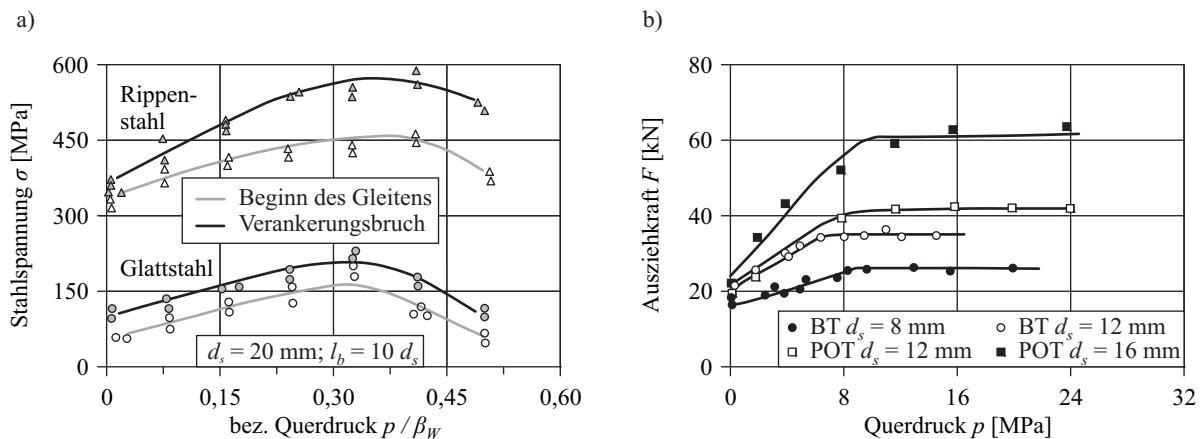 a)
600
450
300
150
0
Stahlspannung σ [MPa]
Rippen-
stahl
Beginn des Gleitens
Verankerungsbruch
Glattstahl
d_s = 20 mm; l_b = 10 d_s
0 0,15 0,30 0,45 0,60
bez. Querdruck p / β_W
b)
80
60
40
20
0
Ausziehkraft F [kN]
BT d_s = 8 mm BT d_s = 12 mm
POT d_s = 12 mm POT d_s = 16 mm
0 8 16 24 32
Querdruck p [MPa]